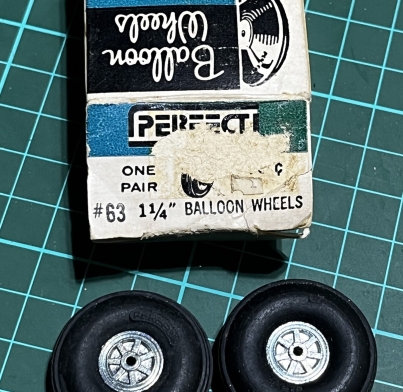 Balloon
Wheels
PERFECT
ONE
PAIR
¢
#63 1¼" BALLOON WHEELS